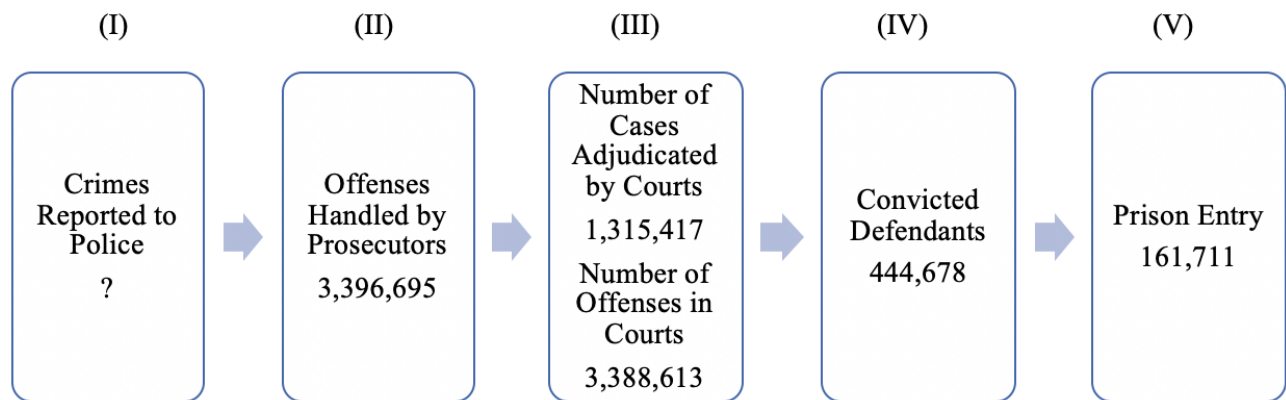 (I)
(II)
(III)
(IV)
(V)
Crimes
Reported to
Police
?
Offenses
Handled by
Prosecutors
3,396,695
Number of
Cases
Adjudicated
by Courts
1,315,417
Number of
Offenses in
Courts
3,388,613
Convicted
Defendants
444,678
Prison Entry
161,711